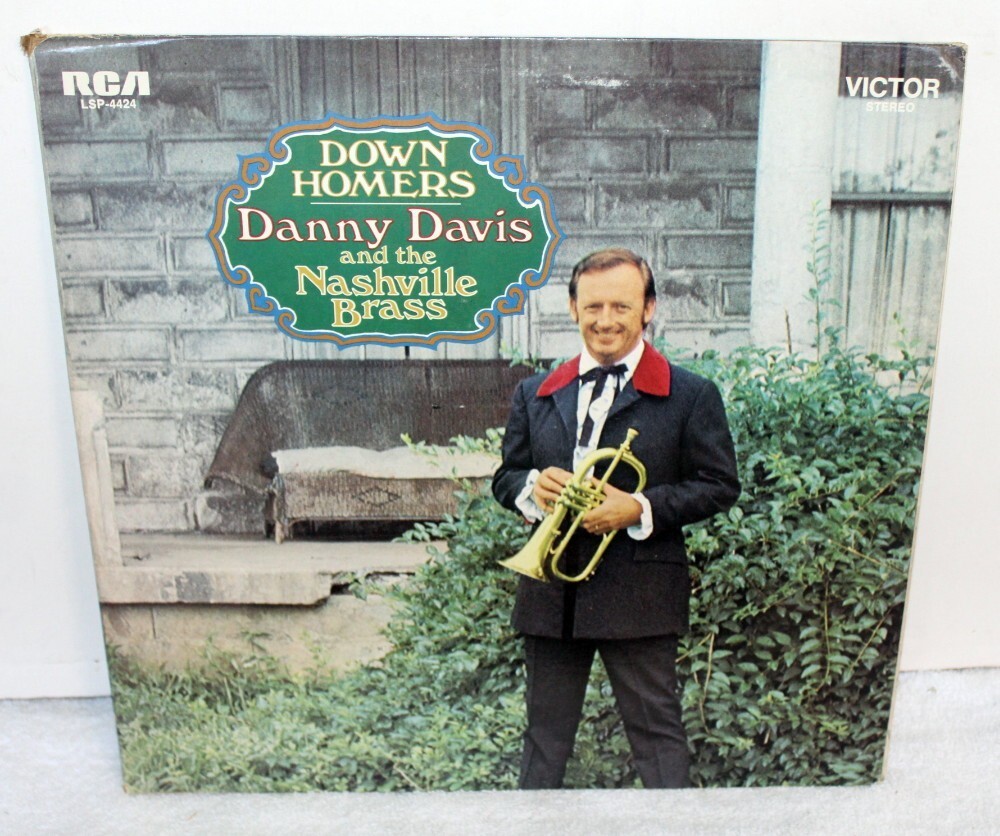 RCA
LSP-4424
VICTOR
STEREO
DOWN
HOMERS
Danny Davis
and the
Nashville
Brass